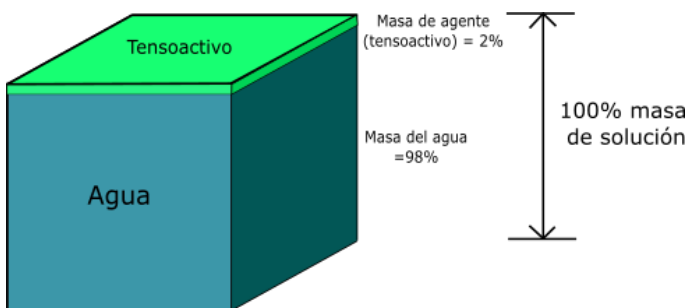 Tensoactivo
Masa de agente
(tensoactivo) = 2%
Masa del agua
=98%
Agua
100% masa
de solución